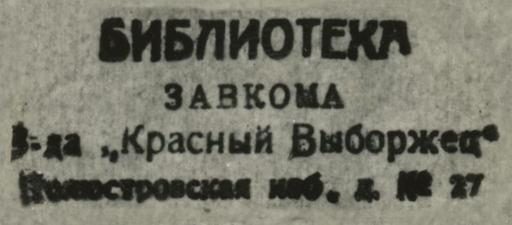 БИБЛИОТЕКА
ЗАВКОМА
З-да „Красный Выборжец“
Полюстровская наб. д. № 27